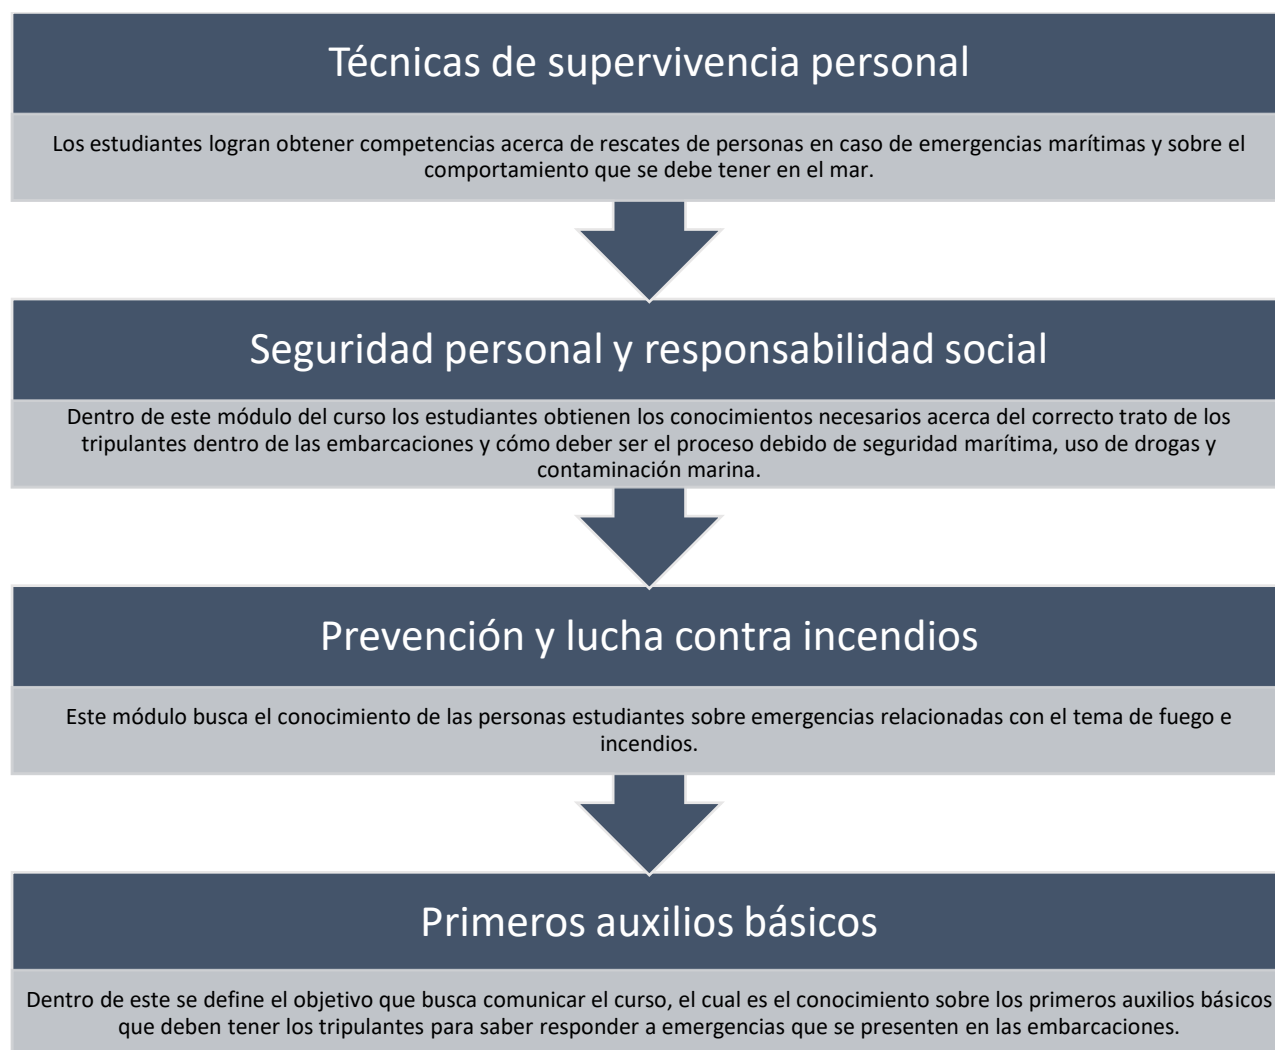 Técnicas de supervivencia personal
Los estudiantes logran obtener competencias acerca de rescates de personas en caso de emergencias marítimas y sobre el
comportamiento que se debe tener en el mar.
Seguridad personal y responsabilidad social
Dentro de este módulo del curso los estudiantes obtienen los conocimientos necesarios acerca del correcto trato de los
tripulantes dentro de las embarcaciones y cómo deber ser el proceso debido de seguridad marítima, uso de drogas y
contaminación marina.
Prevención y lucha contra incendios
Este módulo busca el conocimiento de las personas estudiantes sobre emergencias relacionadas con el tema de fuego e
incendios.
Primeros auxilios básicos
Dentro de este se define el objetivo que busca comunicar el curso, el cual es el conocimiento sobre los primeros auxilios básicos
que deben tener los tripulantes para saber responder a emergencias que se presenten en las embarcaciones.